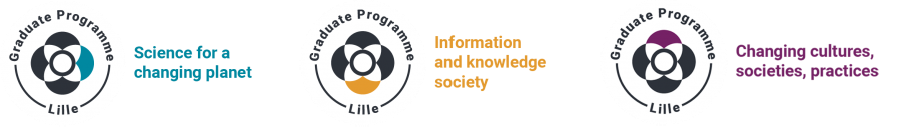 Graduate Programme
Lille
Science for a
changing planet
Graduate Programme
Lille
Information
and knowledge
society
Graduate Programme
Lille
Changing cultures,
societies, practices